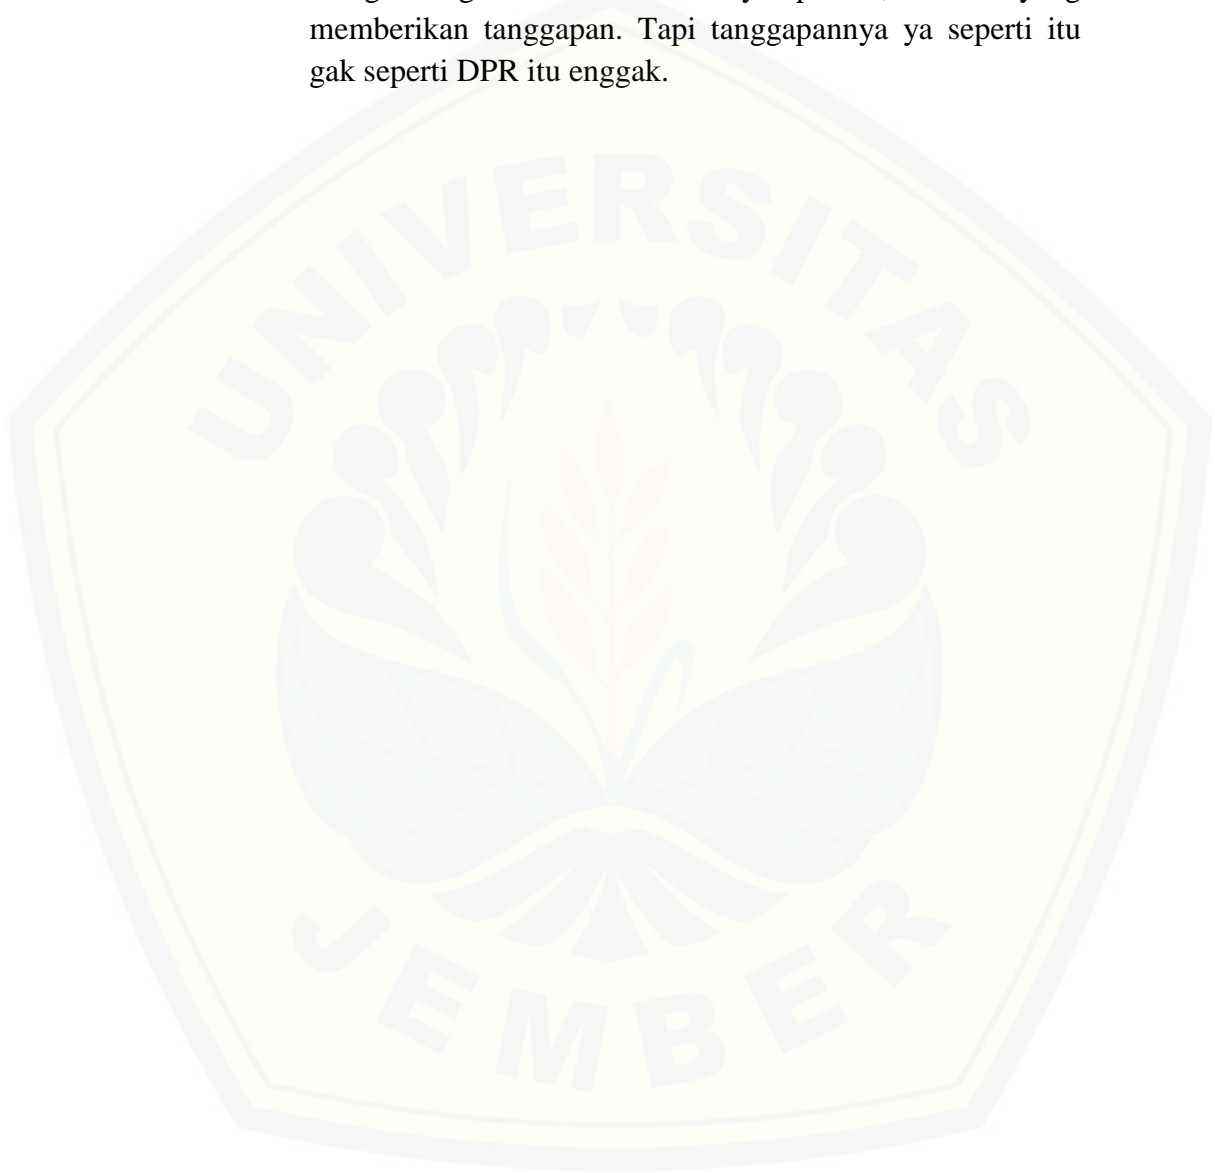 memberikan tanggapan. Tapi tanggapannya ya seperti itu
gak seperti DPR itu enggak.
UNIVERSITAS
JEMBER